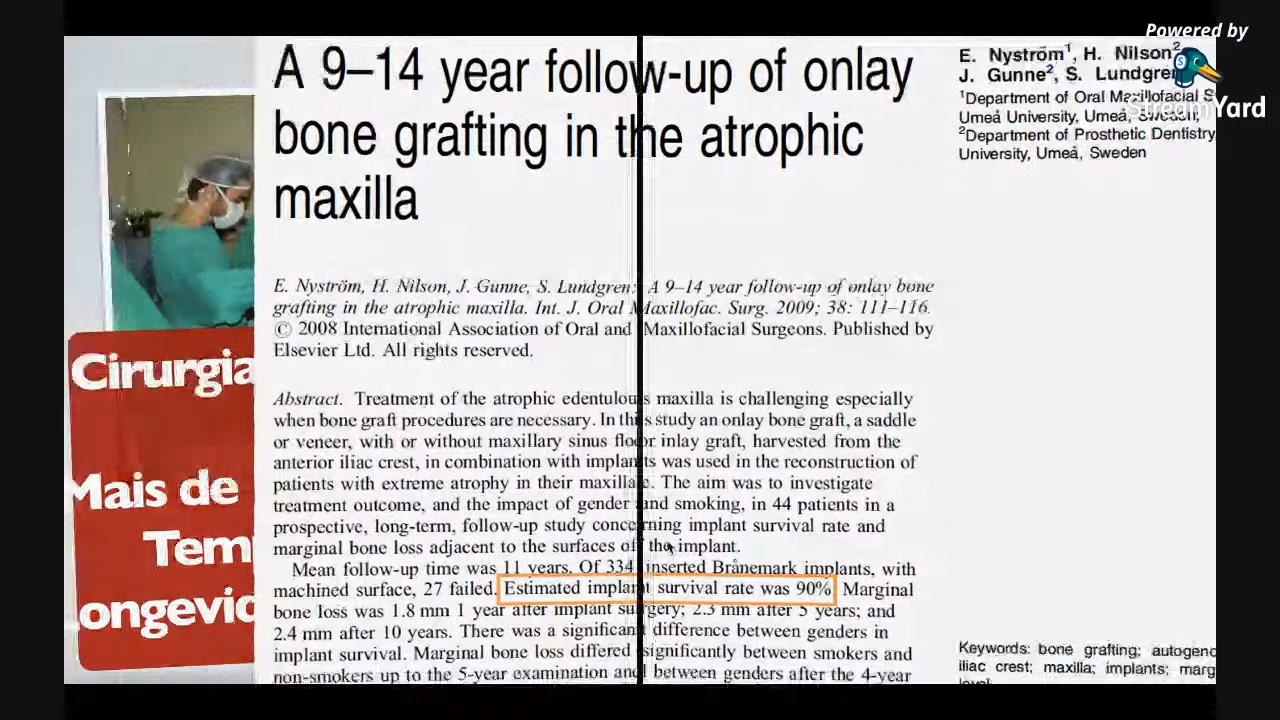 Powered by
StreamYard
A 9–14 year follow-up of onlay
bone grafting in the atrophic
maxilla
E. Nyström1, H. Nilson2,
J. Gunne2, S. Lundgren
1Department of Oral Maxillofacial S
Umeå University, Umeå, Sweden;
2Department of Prosthetic Dentistry
University, Umeå, Sweden
E. Nyström, H. Nilson, J. Gunne, S. Lundgren: A 9–14 year follow-up of onlay bone
grafting in the atrophic maxilla. Int. J. Oral Maxillofac. Surg. 2009; 38: 111–116.
© 2008 International Association of Oral and Maxillofacial Surgeons. Published by
Elsevier Ltd. All rights reserved.
Abstract. Treatment of the atrophic edentulous maxilla is challenging especially
when bone graft procedures are necessary. In this study an onlay bone graft, a saddle
or veneer, with or without maxillary sinus floor inlay graft, harvested from the
anterior iliac crest, in combination with implants was used in the reconstruction of
patients with extreme atrophy in their maxillae. The aim was to investigate
treatment outcome, and the impact of gender and smoking, in 44 patients in a
prospective, long-term, follow-up study concerning implant survival rate and
marginal bone loss adjacent to the surfaces of the implant.
Mean follow-up time was 11 years. Of 334 inserted Brånemark implants, with
machined surface, 27 failed. Estimated implant survival rate was 90%. Marginal
bone loss was 1.8 mm 1 year after implant surgery; 2.3 mm after 5 years; and
2.4 mm after 10 years. There was a significant difference between genders in
implant survival. Marginal bone loss differed significantly between smokers and
non-smokers up to the 5-year examination and between genders after the 4-year
Keywords: bone grafting; autogeno
iliac crest; maxilla; implants; marg
Cirurgia
Mais de
Tem
ongevid